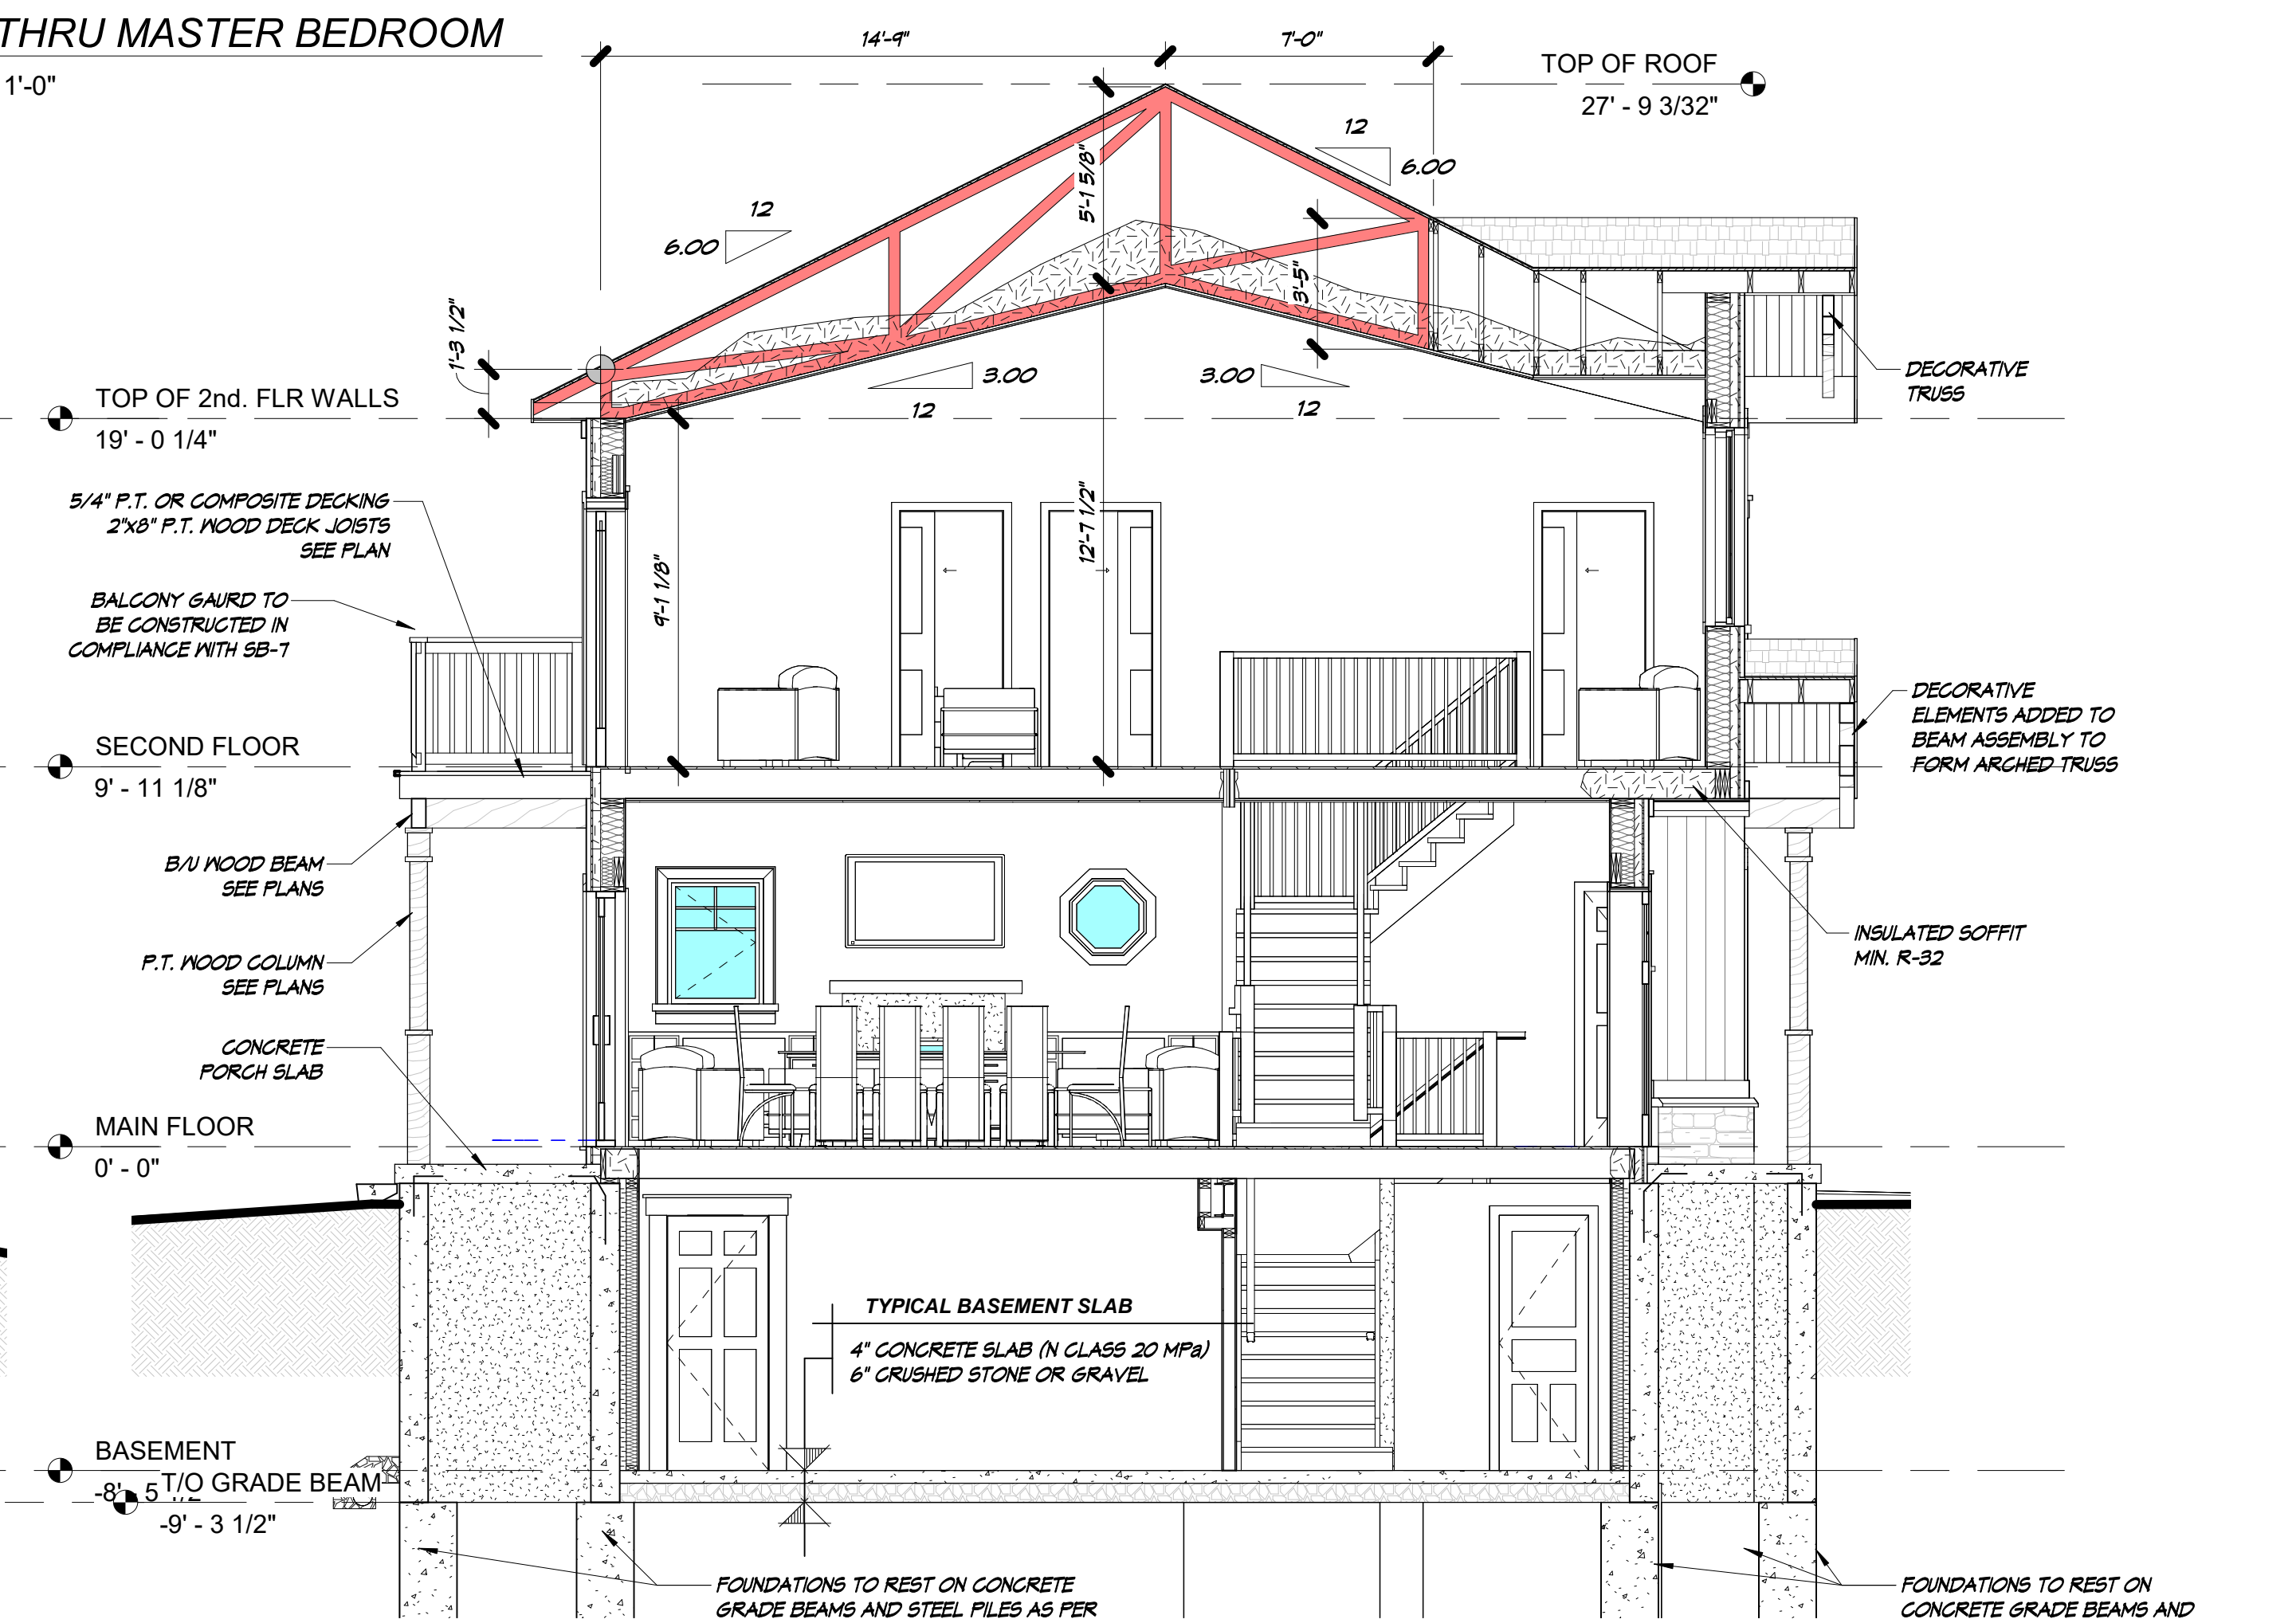 THRU MASTER BEDROOM
1'-0"
14'-9"
7'-0"
TOP OF ROOF
27' - 9 3/32"
12
6.00
12
6.00
5'-1 5/8"
3'-5"
1'-3 1/2"
3.00
12
3.00
12
TOP OF 2nd. FLR WALLS
19' - 0 1/4"
DECORATIVE
TRUSS
5/4" P.T. OR COMPOSITE DECKING
2"x8" P.T. WOOD DECK JOISTS
SEE PLAN
12'-7 1/2"
9'-1 1/8"
BALCONY GAURD TO
BE CONSTRUCTED IN
COMPLIANCE WITH SB-7
DECORATIVE
ELEMENTS ADDED TO
BEAM ASSEMBLY TO
FORM ARCHED TRUSS
SECOND FLOOR
9' - 11 1/8"
B/U WOOD BEAM
SEE PLANS
P.T. WOOD COLUMN
SEE PLANS
INSULATED SOFFIT
MIN. R-32
CONCRETE
PORCH SLAB
MAIN FLOOR
0' - 0"
TYPICAL BASEMENT SLAB
4" CONCRETE SLAB (N CLASS 20 MPa)
6" CRUSHED STONE OR GRAVEL
BASEMENT
-8' - 5 1/2"
T/O GRADE BEAM
-9' - 3 1/2"
FOUNDATIONS TO REST ON CONCRETE
GRADE BEAMS AND STEEL PILES AS PER
FOUNDATIONS TO REST ON
CONCRETE GRADE BEAMS AND